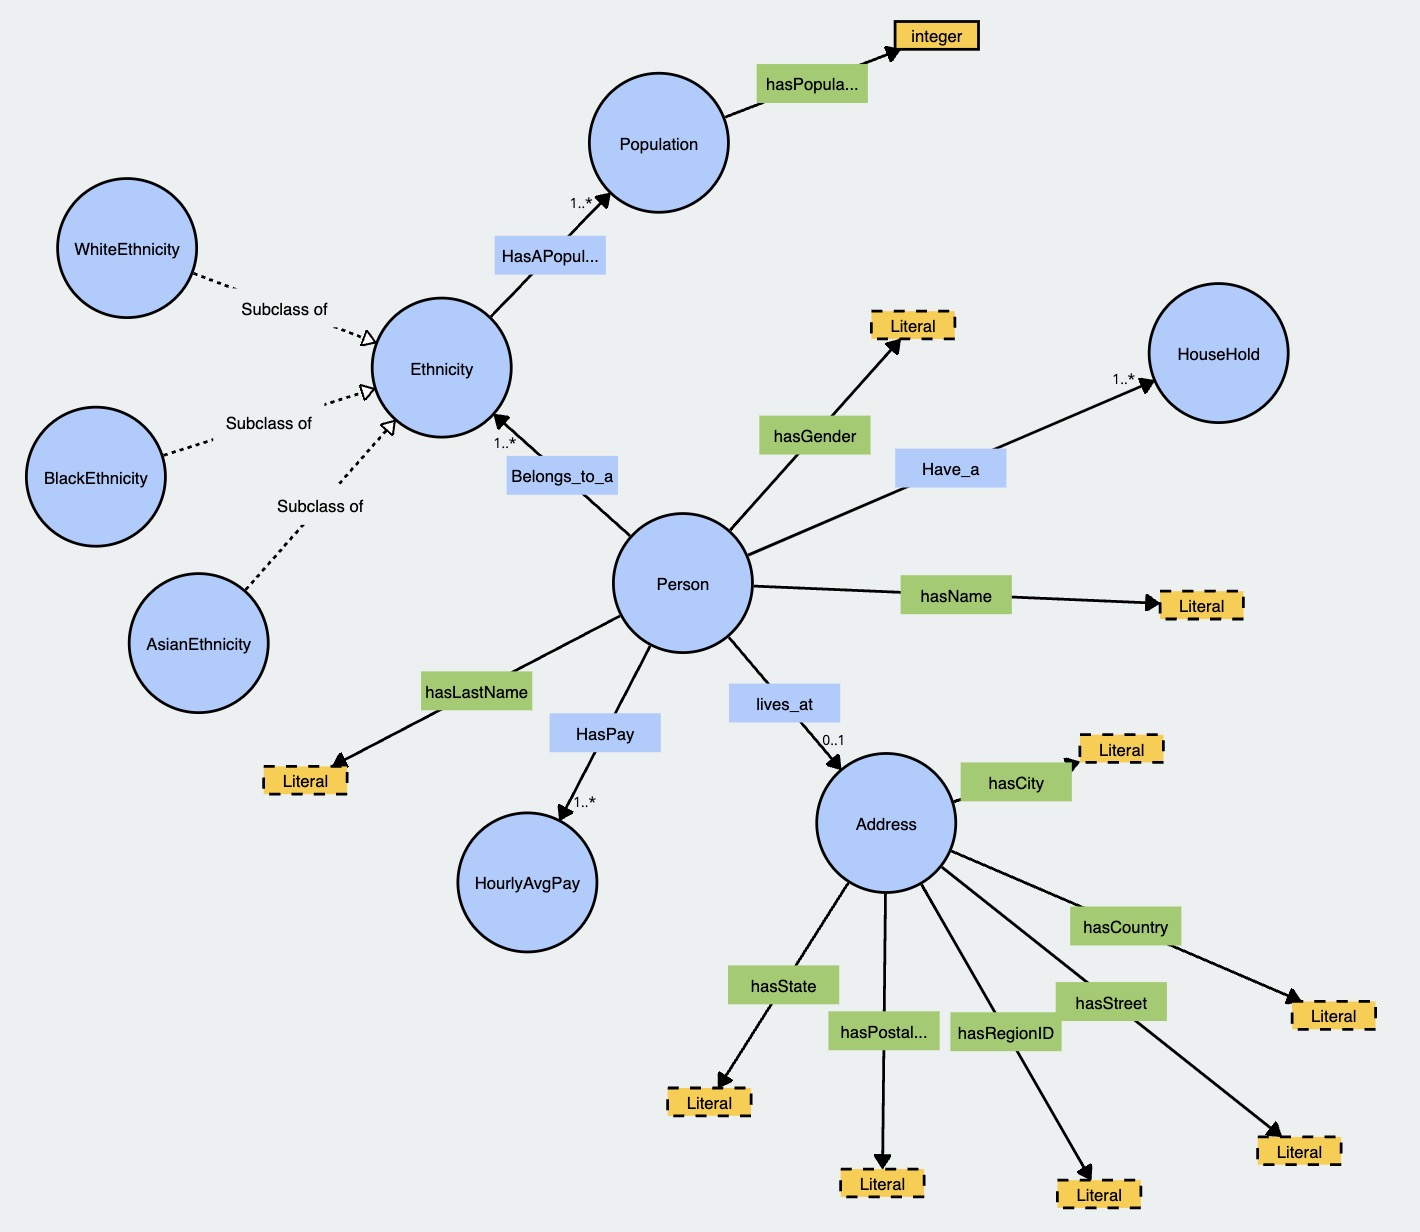 integer
hasPopula...
Population
1..*
WhiteEthnicity
HasAPopul...
Subclass of
Literal
HouseHold
Ethnicity
1..*
Subclass of
hasGender
1..*
Have_a
BlackEthnicity
Belongs_to_a
Subclass of
Person
hasName
Literal
AsianEthnicity
hasLastName
lives_at
HasPay
0..1
Literal
Literal
hasCity
1..*
Address
HourlyAvgPay
hasCountry
hasState
hasStreet
Literal
hasPostal...
hasRegionID
Literal
Literal
Literal
Literal